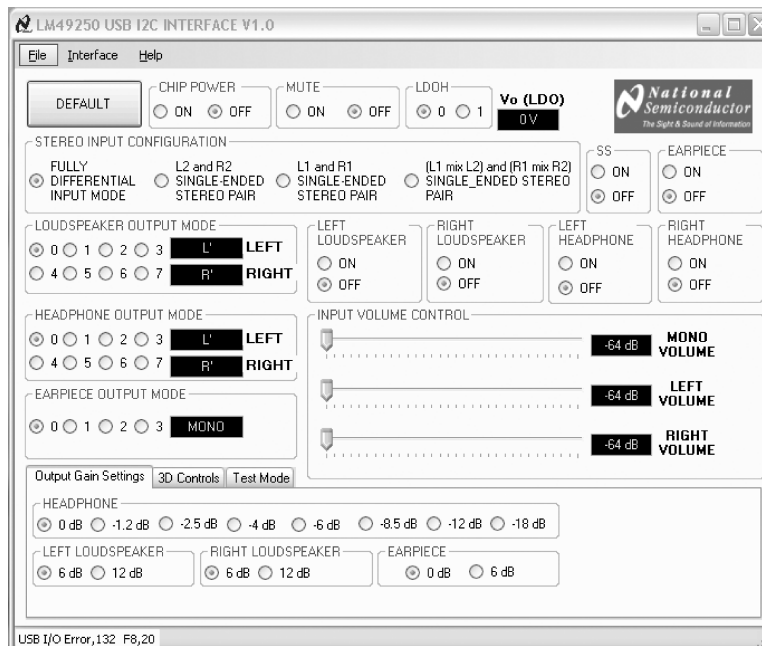 LM49250 USB I2C INTERFACE V1.0
File Interface Help
DEFAULT
CHIP POWER
ON OFF
MUTE
ON OFF
LDOH
0 1
Vo (LDO)
0V
National
Semiconductor
The Sight & Sound of Information
STEREO INPUT CONFIGURATION
FULLY
DIFFERENTIAL
INPUT MODE
L2 and R2
SINGLE-ENDED
STEREO PAIR
L1 and R1
SINGLE-ENDED
STEREO PAIR
(L1 mix L2) and (R1 mix R2)
SINGLE_ENDED STEREO
PAIR
SS
ON
OFF
EARPIECE
ON
OFF
LOUDSPEAKER OUTPUT MODE
0 1 2 3 L' LEFT
4 5 6 7 R' RIGHT
LEFT
LOUDSPEAKER
ON
OFF
RIGHT
LOUDSPEAKER
ON
OFF
LEFT
HEADPHONE
ON
OFF
RIGHT
HEADPHONE
ON
OFF
HEADPHONE OUTPUT MODE
0 1 2 3 L' LEFT
4 5 6 7 R' RIGHT
EARPIECE OUTPUT MODE
0 1 2 3 MONO
INPUT VOLUME CONTROL
-64 dB MONO
VOLUME
-64 dB LEFT
VOLUME
-64 dB RIGHT
VOLUME
Output Gain Settings 3D Controls Test Mode
HEADPHONE
0 dB -1.2 dB -2.5 dB -4 dB -6 dB -8.5 dB -12 dB -18 dB
LEFT LOUDSPEAKER
6 dB 12 dB
RIGHT LOUDSPEAKER
6 dB 12 dB
EARPIECE
0 dB 6 dB
USB I/O Error,132 F8,20